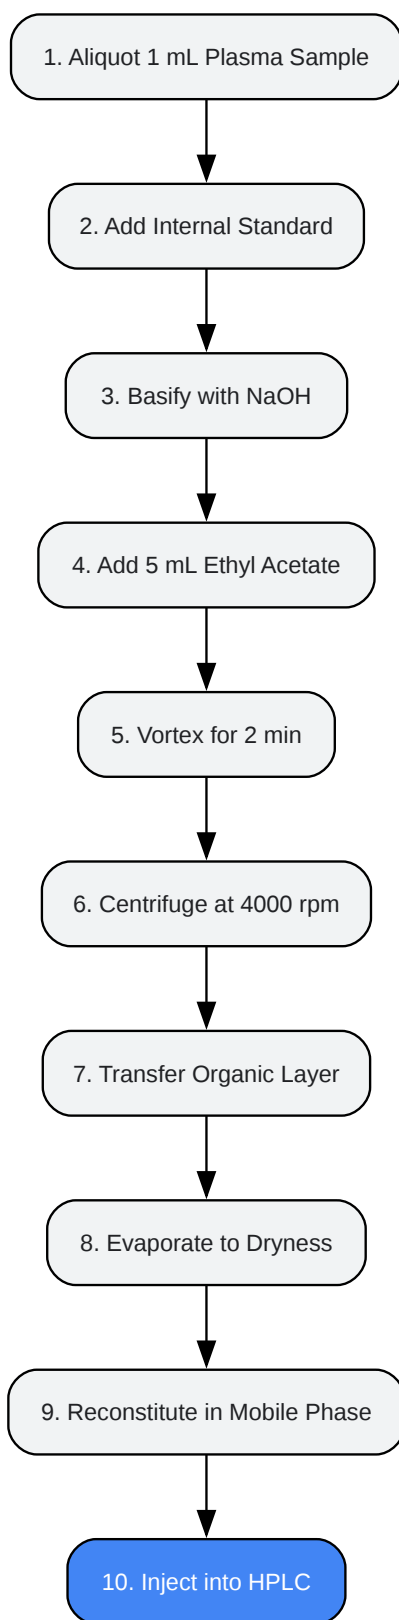 1. Aliquot 1 mL Plasma Sample
2. Add Internal Standard
3. Basify with NaOH
4. Add 5 mL Ethyl Acetate
5. Vortex for 2 min
6. Centrifuge at 4000 rpm
7. Transfer Organic Layer
8. Evaporate to Dryness
9. Reconstitute in Mobile Phase
10. Inject into HPLC